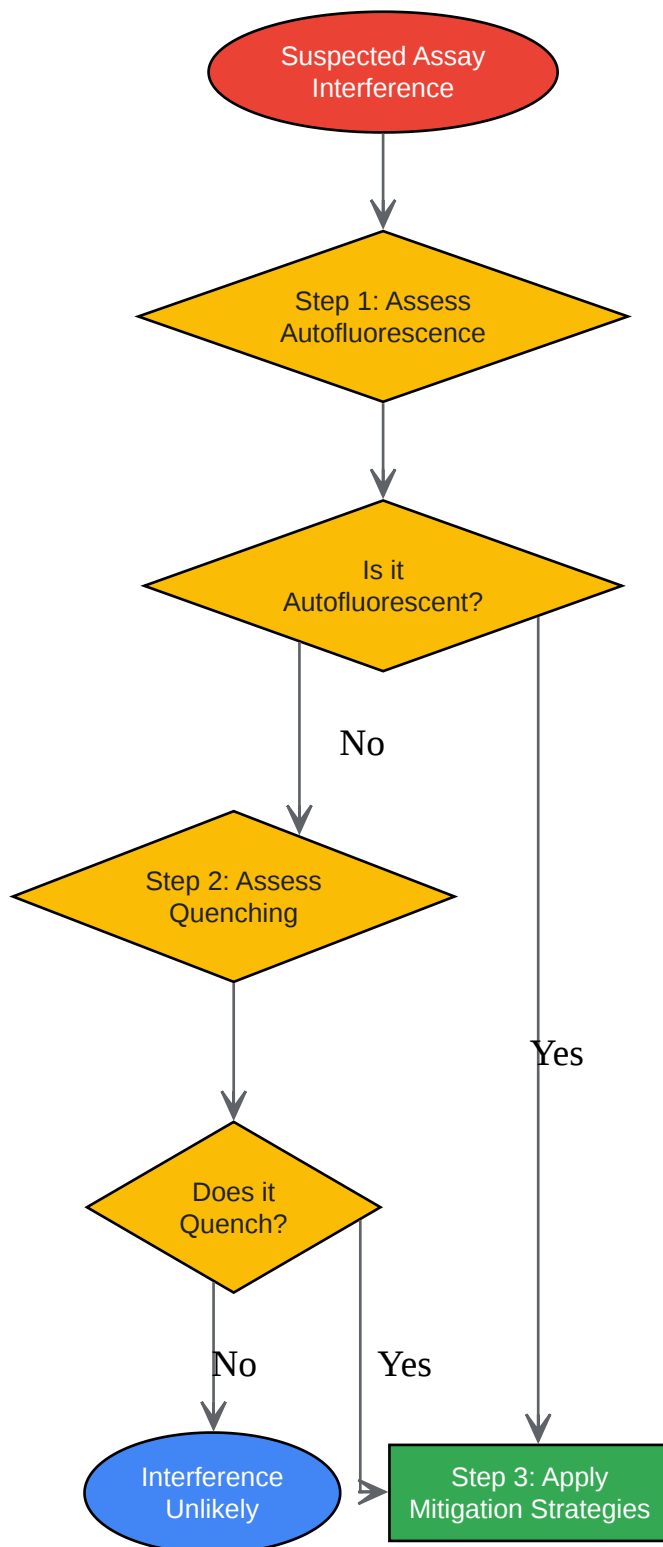 Suspected Assay
Interference
Step 1: Assess
Autofluorescence
Is it
Autofluorescent?
No
Step 2: Assess
Quenching
Yes
Does it
Quench?
No
Yes
Interference
Unlikely
Step 3: Apply
Mitigation Strategies